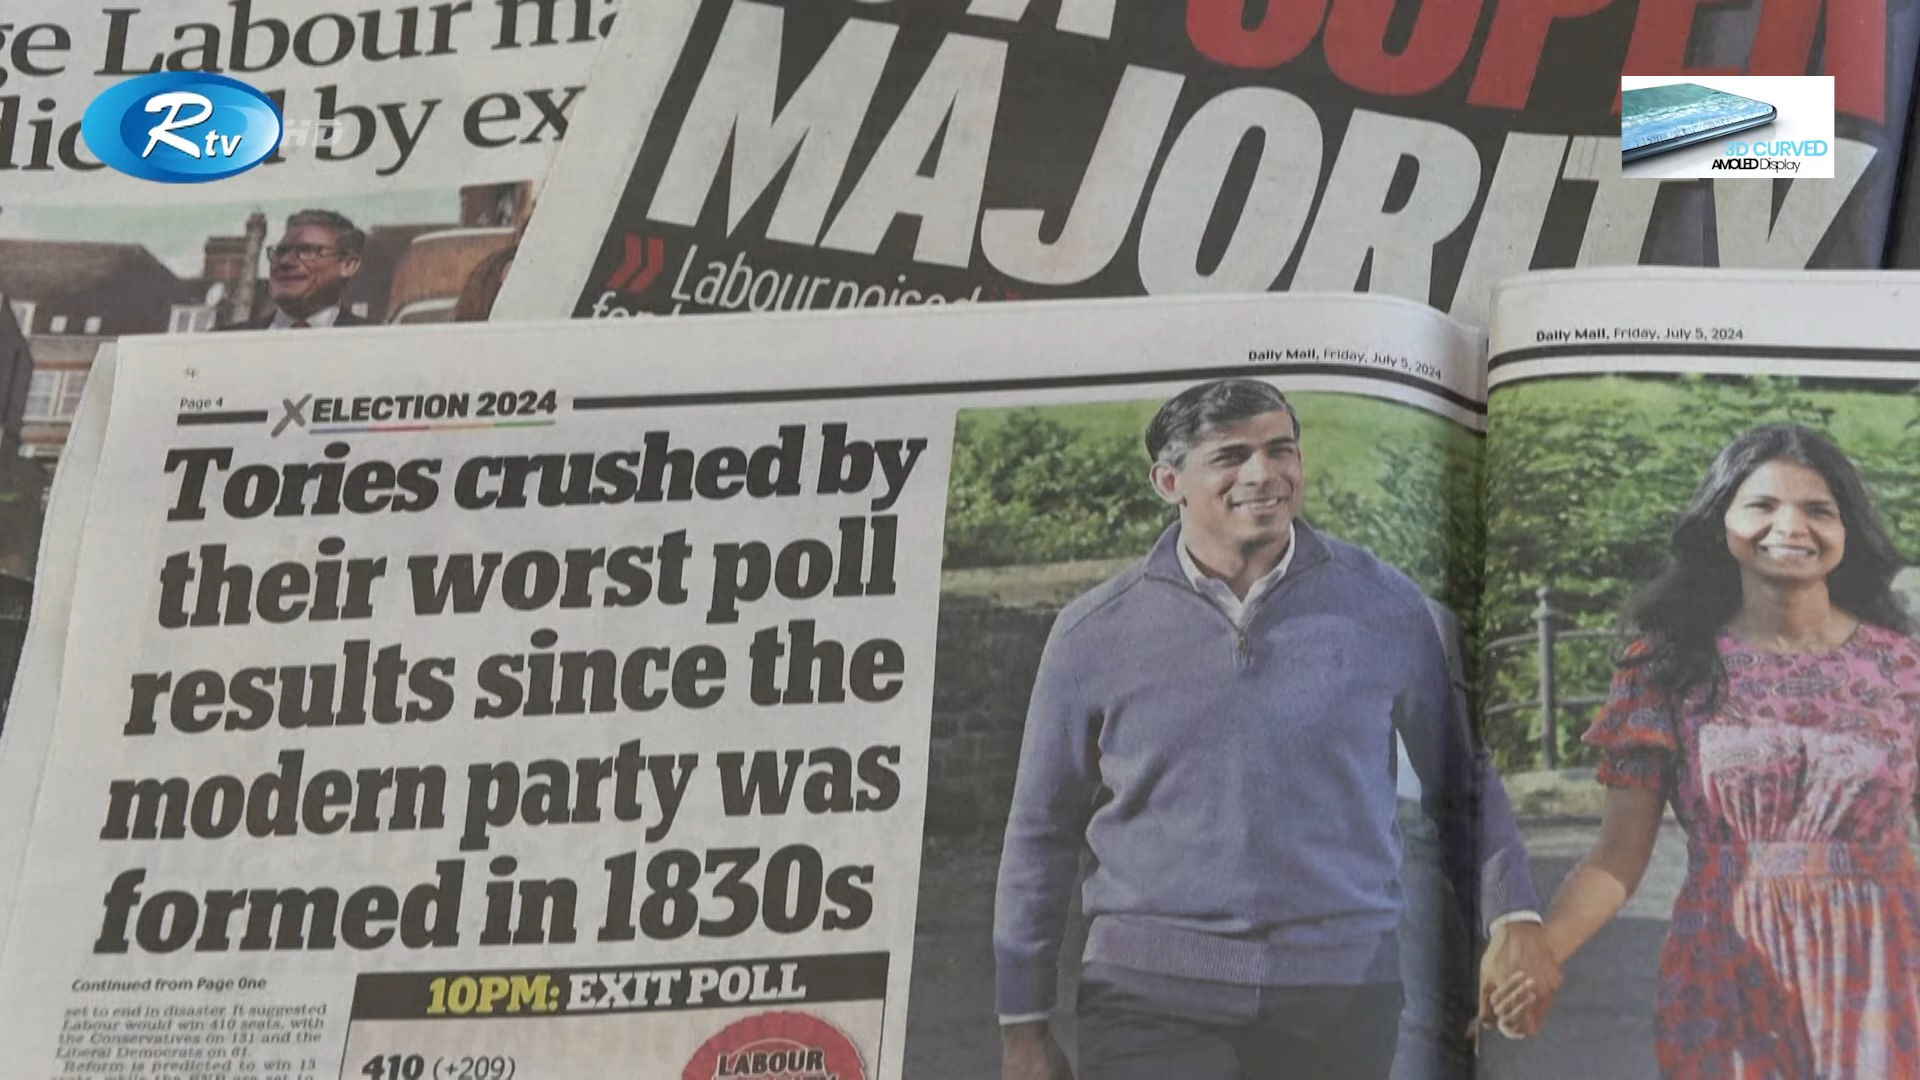 ge Labour ma
by ex
SUPER
MAJORITY
» Labour poised
Rtv HD
3D CURVED
AMOLED Display
Daily Mail, Friday, July 5, 2024
Daily Mail, Friday, July 5, 2024
Page 4
ELECTION 2024
Tories crushed by
their worst poll
results since the
modern party was
formed in 1830s
Continued from Page One
set to end in disaster. It suggested
Labour would win 410 seats, with
the Conservatives on 131 and the
Liberal Democrats on 61.
Reform is predicted to win 13
10PM: EXIT POLL
410 (+209)
LABOUR